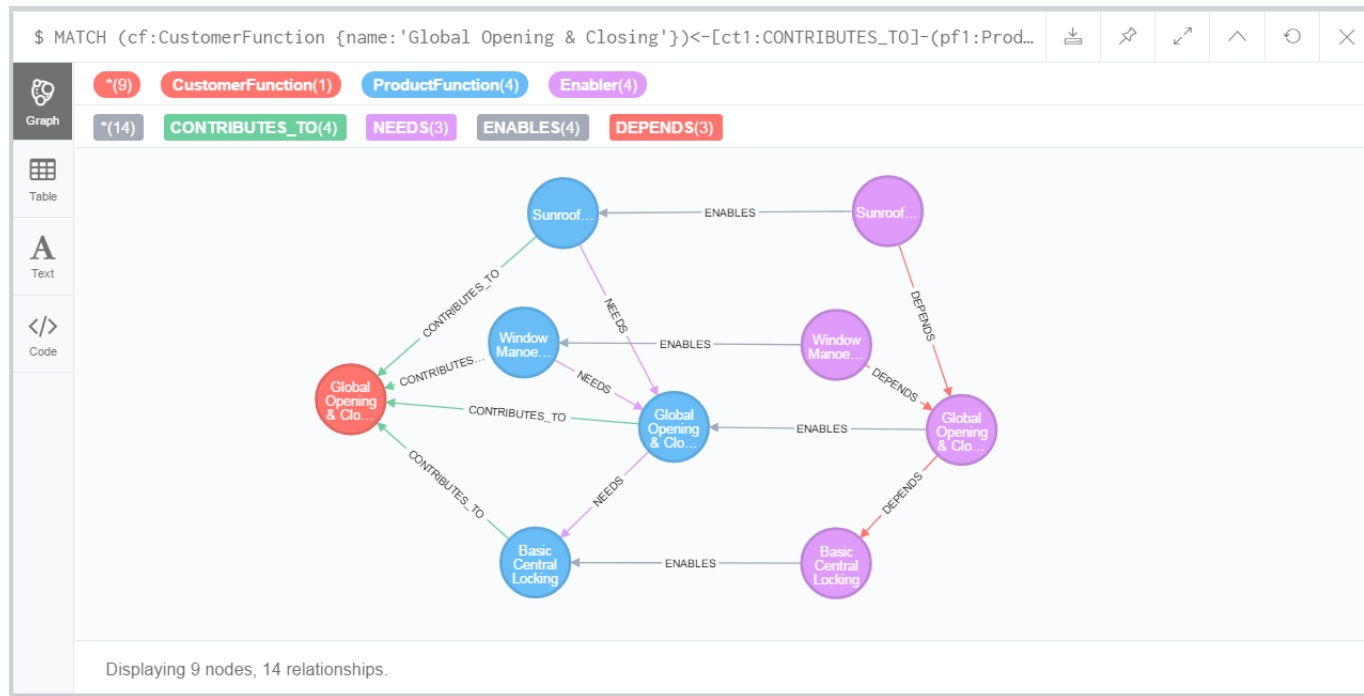 $ MATCH (cf:CustomerFunction {name:'Global Opening & Closing'})<-[ct1:CONTRIBUTES_TO]-(pf1:Prod…
Graph
*(9) CustomerFunction(1) ProductFunction(4) Enabler(4)
*(14) CONTRIBUTES_TO(4) NEEDS(3) ENABLES(4) DEPENDS(3)
Table
A
Text
</>
Code
Sunroof…
ENABLES
Sunroof…
CONTRIBUTES_TO
NEEDS
DEPENDS
Window
Manoe…
ENABLES
Window
Manoe…
CONTRIBUTES…
NEEDS
DEPENDS
Global
Opening
& Clo…
CONTRIBUTES_TO
Global
Opening
& Clo…
ENABLES
Global
Opening
& Clo…
CONTRIBUTES_TO
NEEDS
DEPENDS
Basic
Central
Locking
ENABLES
Basic
Central
Locking
Displaying 9 nodes, 14 relationships.